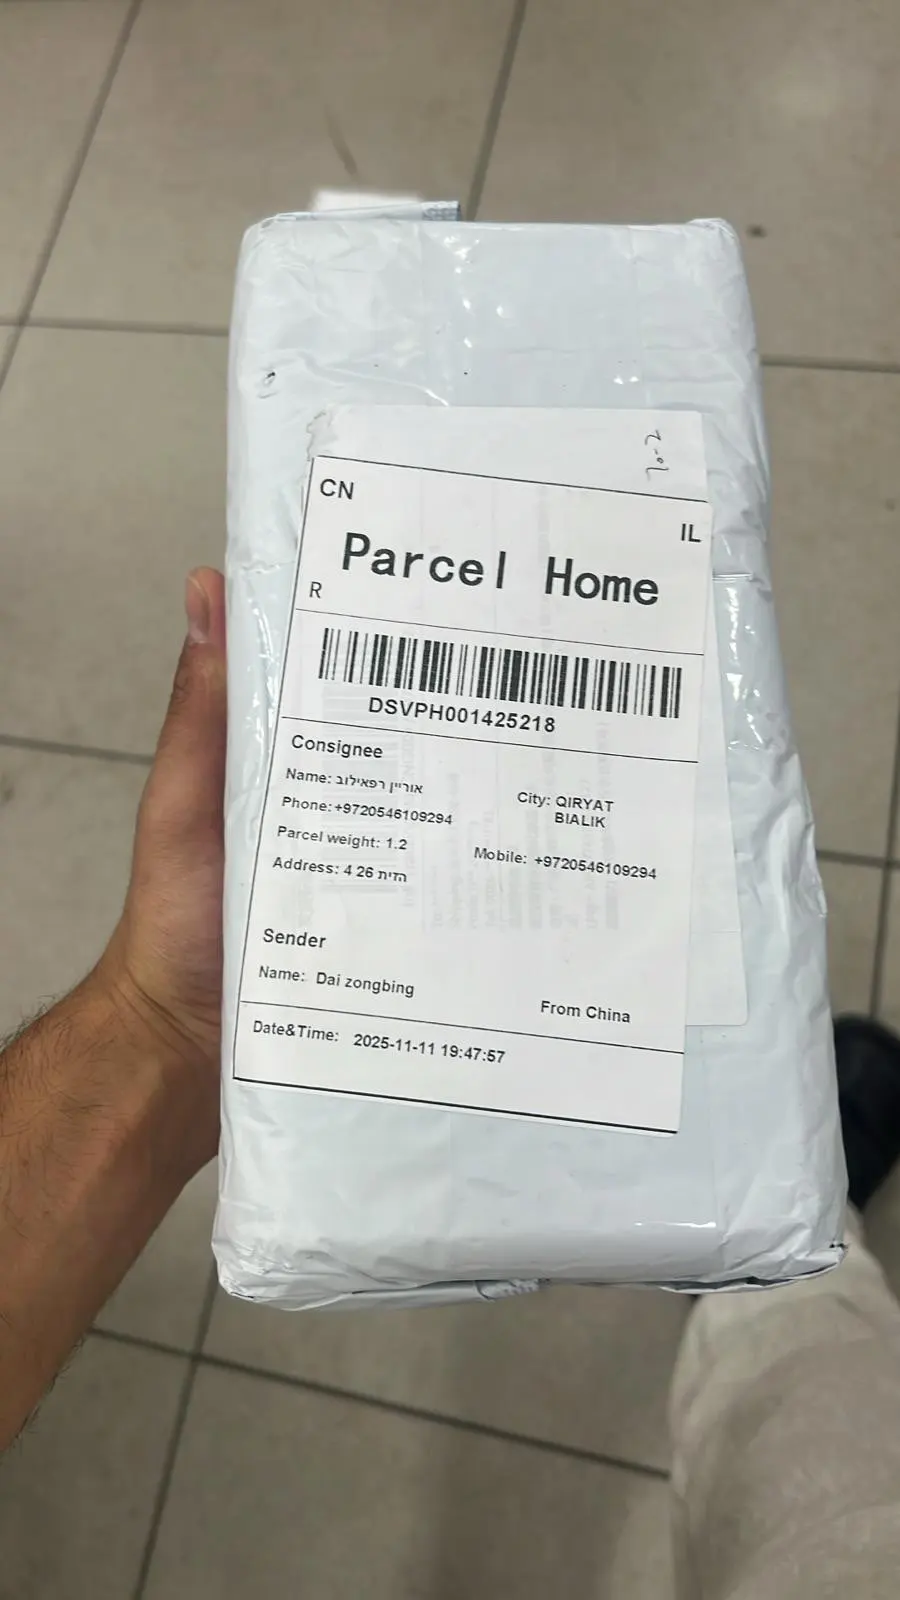 CN
IL
Parcel Home
R
DSVPH001425218
Consignee
Name: אוריין רפאילוב
City: QIRYAT
BIALIK
Phone: +9720546109294
Parcel weight: 1.2
Mobile: +9720546109294
Address: 4 26 הדית
Sender
Name: Dai zongbing
From China
Date&Time: 2025-11-11 19:47:57